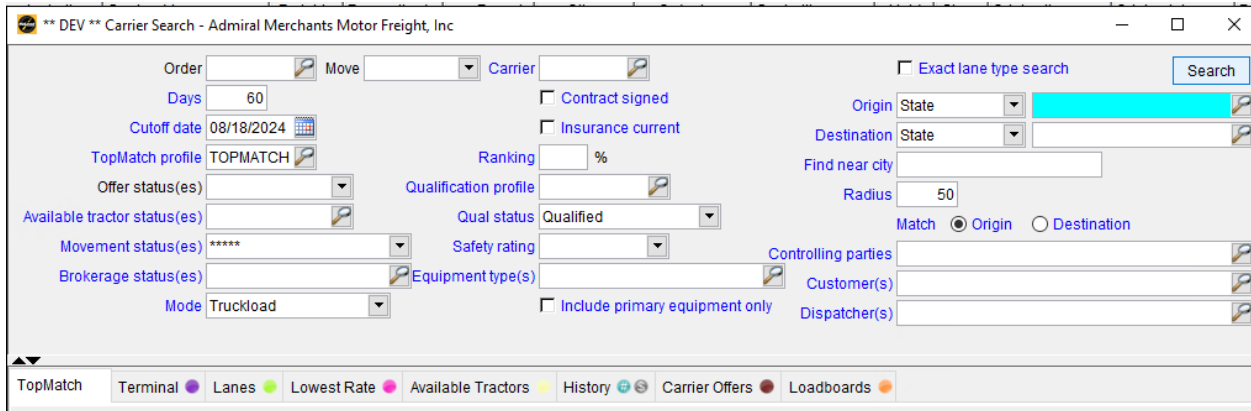 ** DEV ** Carrier Search - Admiral Merchants Motor Freight, Inc
Order Move Carrier Exact lane type search Search
Days 60 Contract signed Origin State
Cutoff date 08/18/2024 Insurance current Destination State
TopMatch profile TOPMATCH Ranking % Find near city
Offer status(es) Qualification profile Radius 50
Available tractor status(es) Qual status Qualified Match Origin Destination
Movement status(es) ***** Safety rating Controlling parties
Brokerage status(es) Equipment type(s) Customer(s)
Mode Truckload Include primary equipment only Dispatcher(s)
TopMatch Terminal Lanes Lowest Rate Available Tractors History Carrier Offers Loadboards